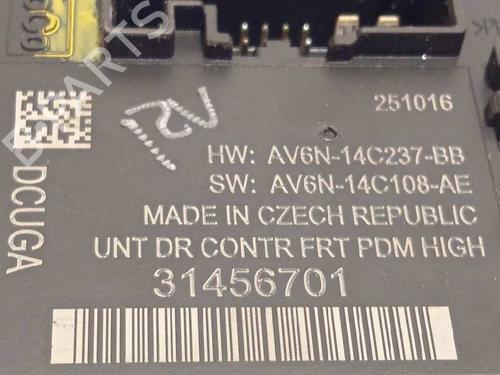 251016
HW: AV6N-14C237-BB
SW: AV6N-14C108-AE
DCUGA
MADE IN CZECH REPUBLIC
UNT DR CONTR FRT PDM HIGH
31456701